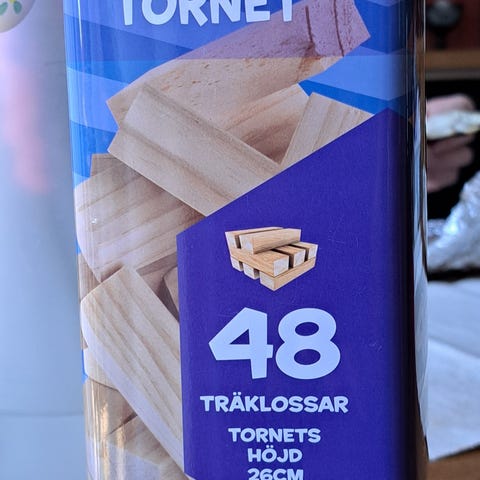 TORNET
48
TRÄKLOSSAR
TORNETS
HÖJD
26CM